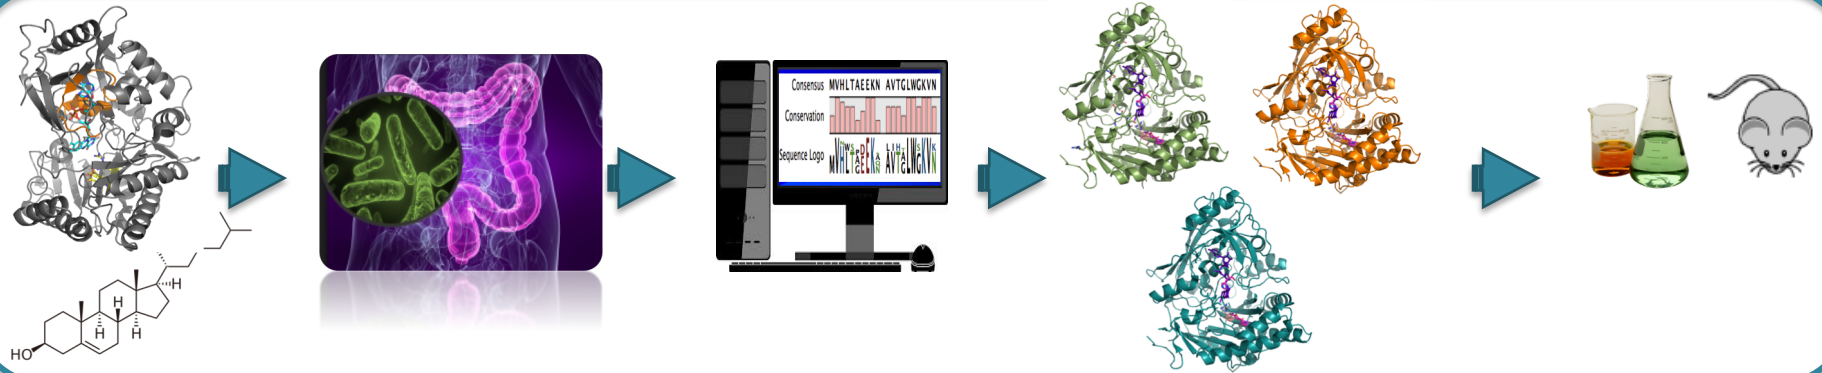 Consensus MVHLTAEEKN AVTGLWGKVN
Conservation
Sequence Logo
H
H
H
H
HO